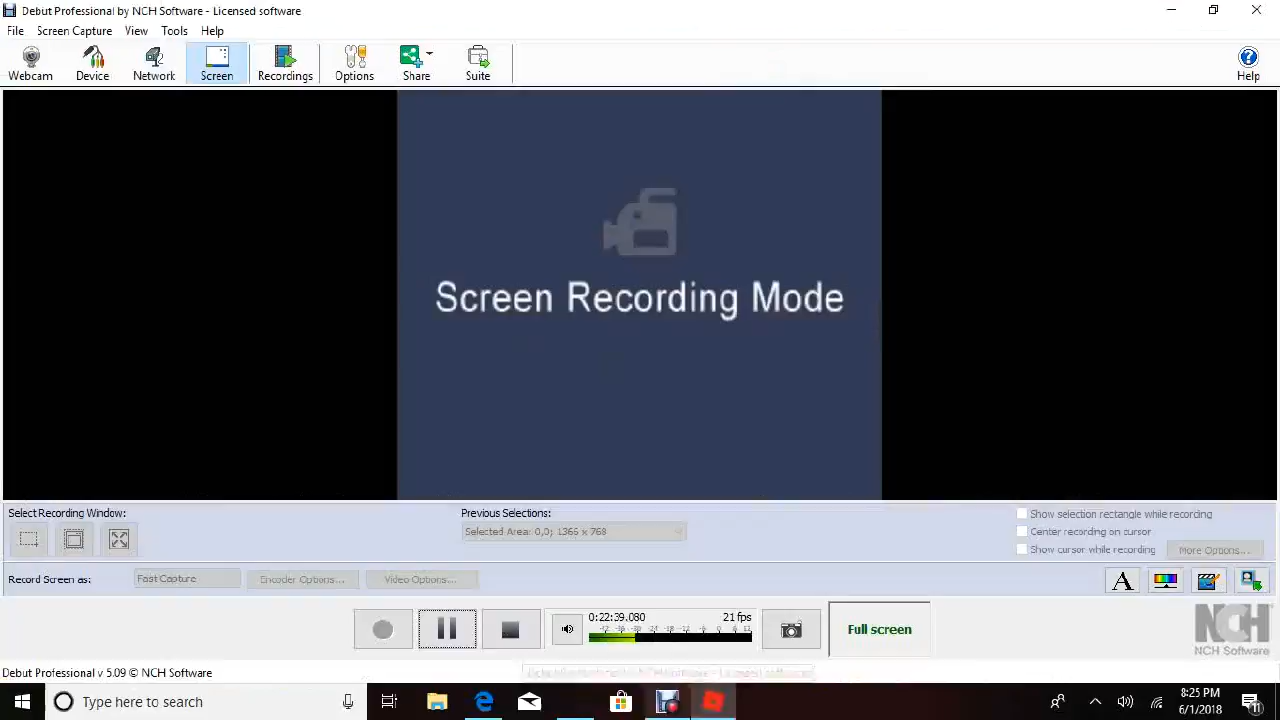 Debut Professional by NCH Software - Licensed software
File Screen Capture View Tools Help
Webcam Device Network Screen Recordings Options Share Suite Help
Screen Recording Mode
Select Recording Window: Previous Selections: Show selection rectangle while recording
Selected Area: 0,0; 1366 x 768 Center recording on cursor
Show cursor while recording More Options...
Record Screen as: Fast Capture Encoder Options... Video Options... A
0:22:39.080 21 fps
Full screen
NCH
NCH Software
Debut Professional v 5.09 © NCH Software
Type here to search
8:25 PM
6/1/2018